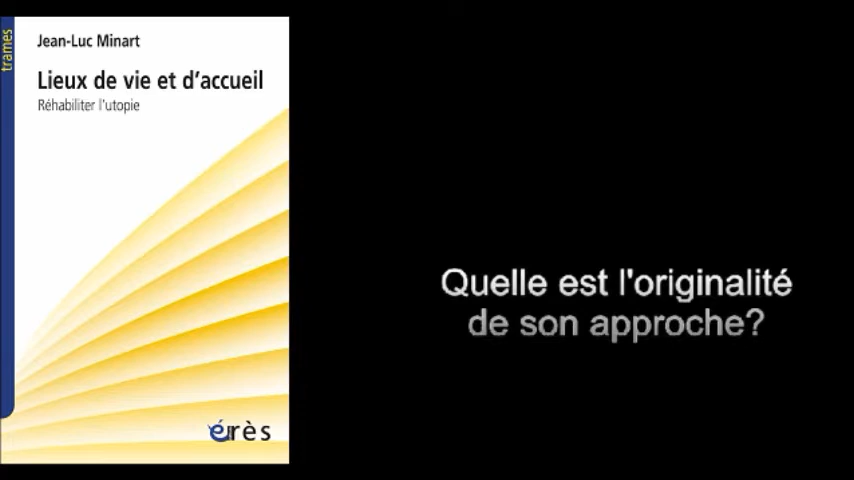 trames
Jean-Luc Minart
Lieux de vie et d'accueil
Réhabiliter l'utopie
érès
Quelle est l'originalité
de son approche?